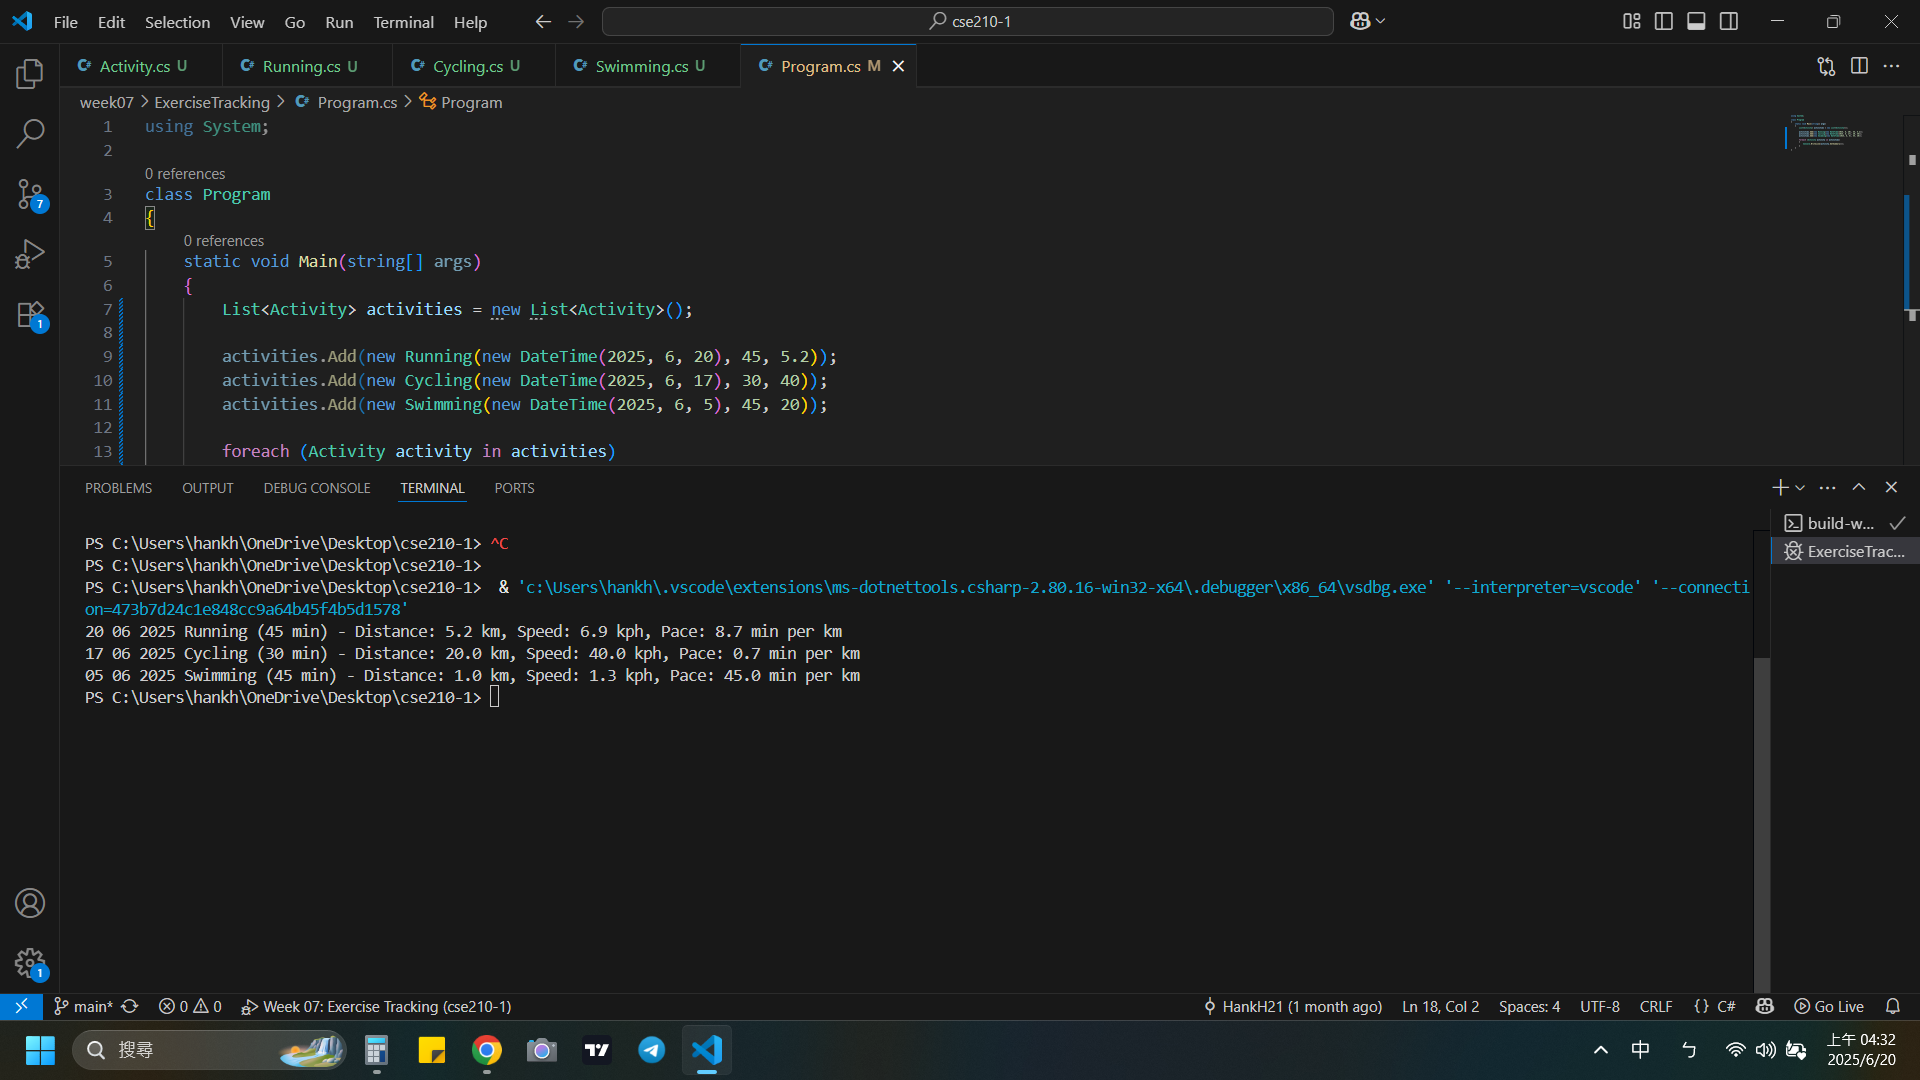 File Edit Selection View Go Run Terminal Help
cse210-1
Activity.cs U
Running.cs U
Cycling.cs U
Swimming.cs U
Program.cs M
week07 > ExerciseTracking > Program.cs > Program
1 using System;
2
0 references
3 class Program
4 {
0 references
5 static void Main(string[] args)
6 {
7 List<Activity> activities = new List<Activity>();
8
9 activities.Add(new Running(new DateTime(2025, 6, 20), 45, 5.2));
10 activities.Add(new Cycling(new DateTime(2025, 6, 17), 30, 40));
11 activities.Add(new Swimming(new DateTime(2025, 6, 5), 45, 20));
12
13 foreach (Activity activity in activities)
7
1
PROBLEMS OUTPUT DEBUG CONSOLE TERMINAL PORTS
build-w...
ExerciseTrac...
PS C:\Users\hankh\OneDrive\Desktop\cse210-1> ^C
PS C:\Users\hankh\OneDrive\Desktop\cse210-1>
PS C:\Users\hankh\OneDrive\Desktop\cse210-1> & 'c:\Users\hankh\.vscode\extensions\ms-dotnettools.csharp-2.80.16-win32-x64\.debugger\x86_64\vsdbg.exe' '--interpreter=vscode' '--connecti
on=473b7d24c1e848cc9a64b45f4b5d1578'
20 06 2025 Running (45 min) - Distance: 5.2 km, Speed: 6.9 kph, Pace: 8.7 min per km
17 06 2025 Cycling (30 min) - Distance: 20.0 km, Speed: 40.0 kph, Pace: 0.7 min per km
05 06 2025 Swimming (45 min) - Distance: 1.0 km, Speed: 1.3 kph, Pace: 45.0 min per km
PS C:\Users\hankh\OneDrive\Desktop\cse210-1>
1
main* 0 0 Week 07: Exercise Tracking (cse210-1) HankH21 (1 month ago) Ln 18, Col 2 Spaces: 4 UTF-8 CRLF {} C# Go Live
搜尋
中 ㄅ
上午 04:32
2025/6/20